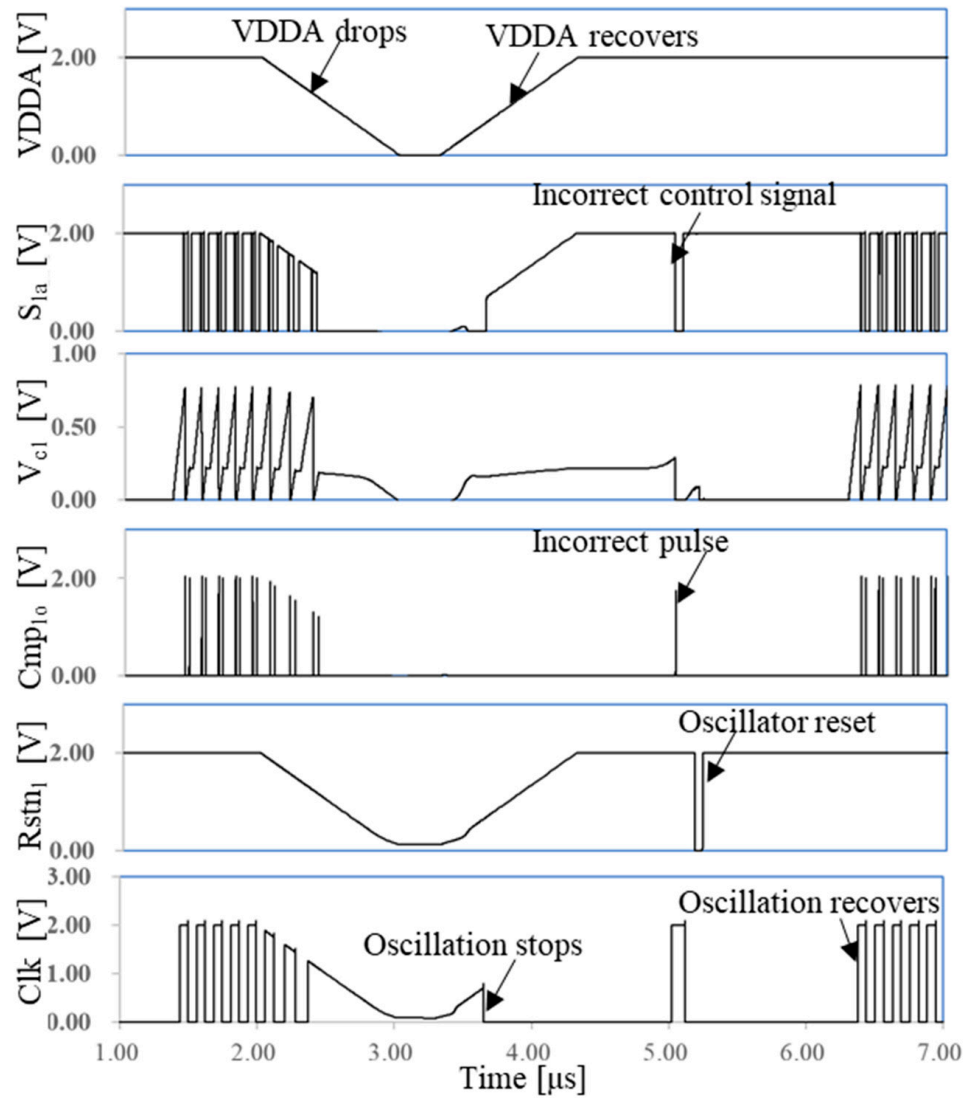 VDDA [V]
2.00
0.00
VDDA drops
VDDA recovers
S1a [V]
2.00
0.00
Incorrect control signal
Vc1 [V]
1.00
0.50
0.00
Cmp1o [V]
2.00
0.00
Incorrect pulse
Rstn1 [V]
2.00
0.00
Oscillator reset
Clk [V]
3.00
2.00
1.00
0.00
Oscillation stops
Oscillation recovers
1.00 2.00 3.00 4.00 5.00 6.00 7.00
Time [μs]